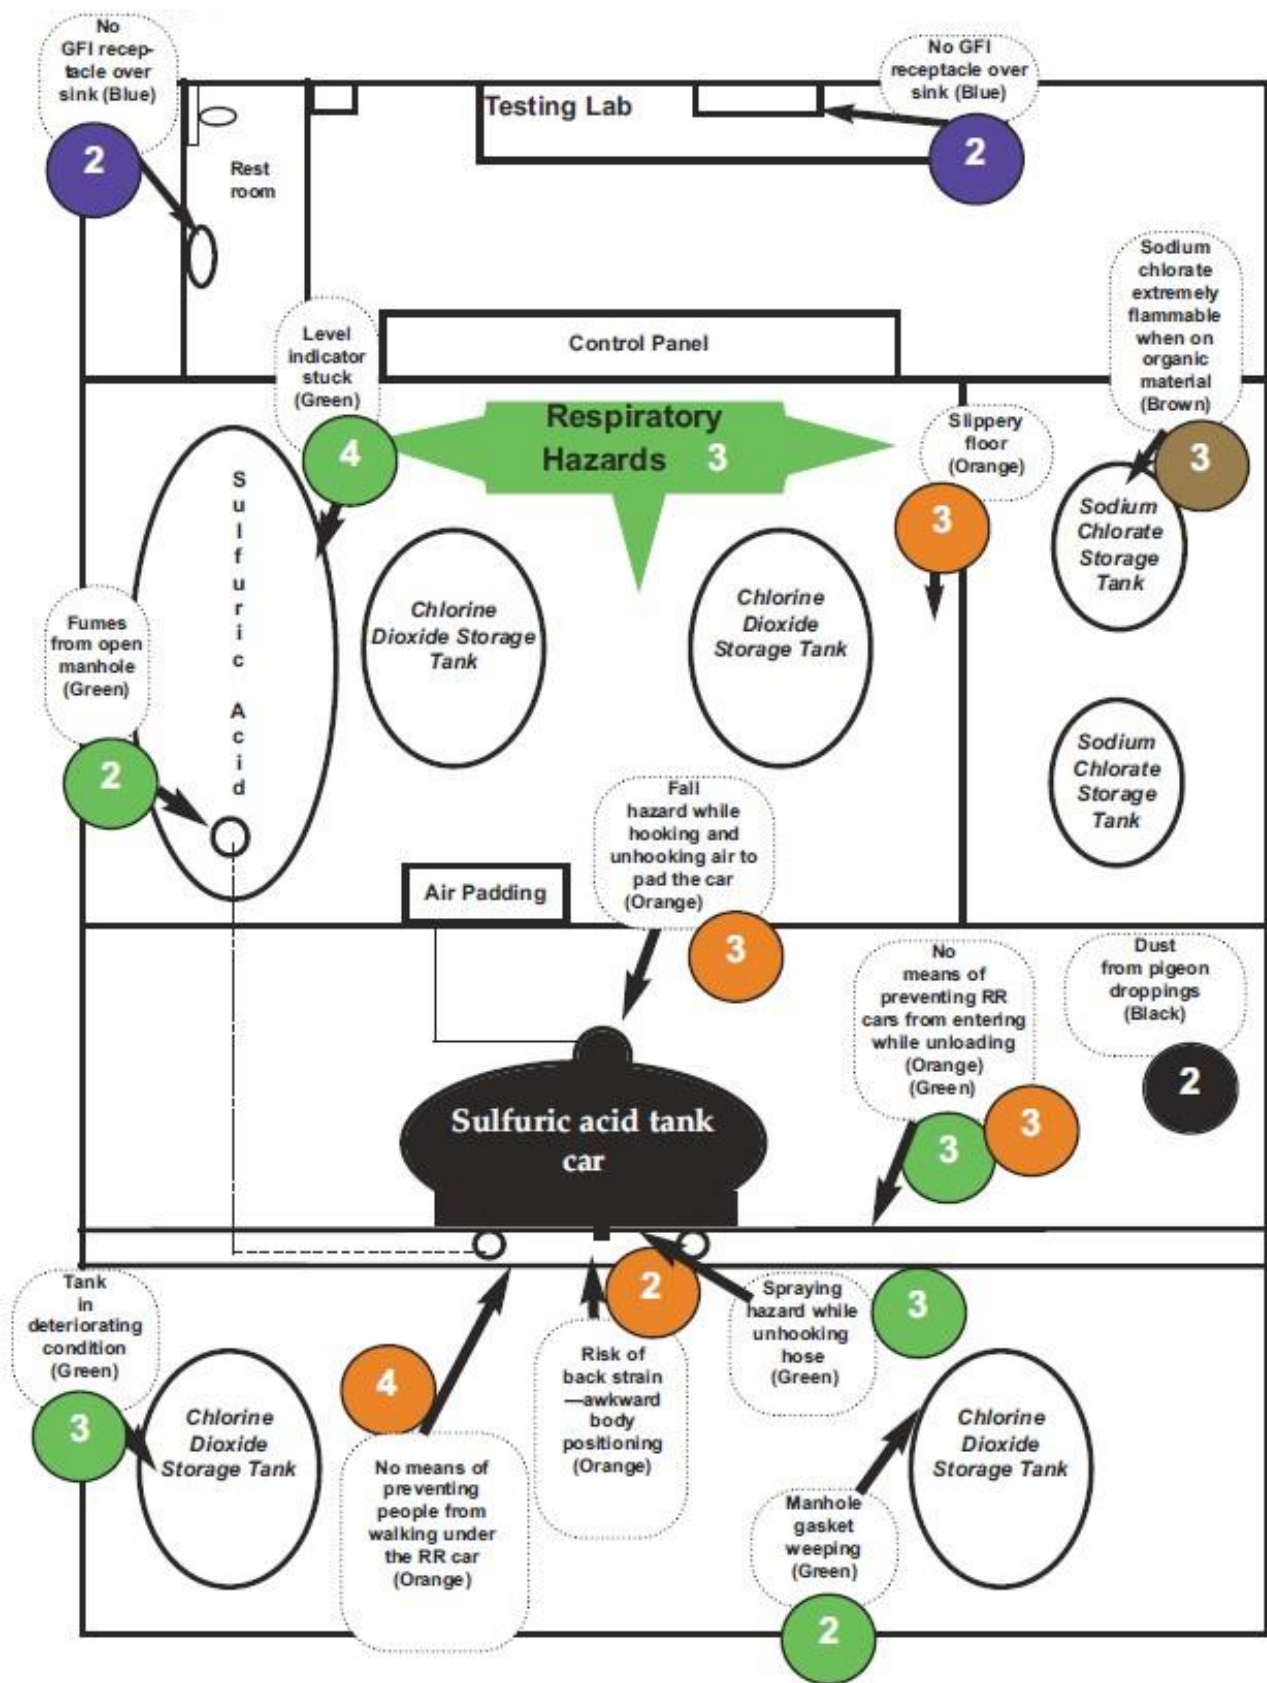 No
GFI recep-
tacle over
sink (Blue)
2
Testing Lab
No GFI
receptacle over
sink (Blue)
2
Rest
room
Sodium
chlorate
extremely
flammable
when on
organic
material
(Brown)
3
Level
indicator
stuck
(Green)
4
Control Panel
Respiratory
Hazards 3
Slippery
floor
(Orange)
3
Sulfuric Acid
Chlorine
Dioxide Storage
Tank
Chlorine
Dioxide
Storage Tank
Sodium
Chlorate
Storage
Tank
Fumes
from open
manhole
(Green)
2
Sodium
Chlorate
Storage
Tank
Fall
hazard while
hooking and
unhooking air to
pad the car
(Orange)
3
Air Padding
No
means of
preventing RR
cars from entering
while unloading
(Orange)
(Green)
3
3
Dust
from pigeon
droppings
(Black)
2
Sulfuric acid tank
car
Tank
in
deteriorating
condition
(Green)
3
Chlorine
Dioxide
Storage Tank
4
No means of
preventing
people from
walking under
the RR car
(Orange)
2
Risk of
back strain
—awkward
body
positioning
(Orange)
Spraying
hazard while
unhooking
hose
(Green)
3
Chlorine
Dioxide
Storage Tank
Manhole
gasket
weeping
(Green)
2